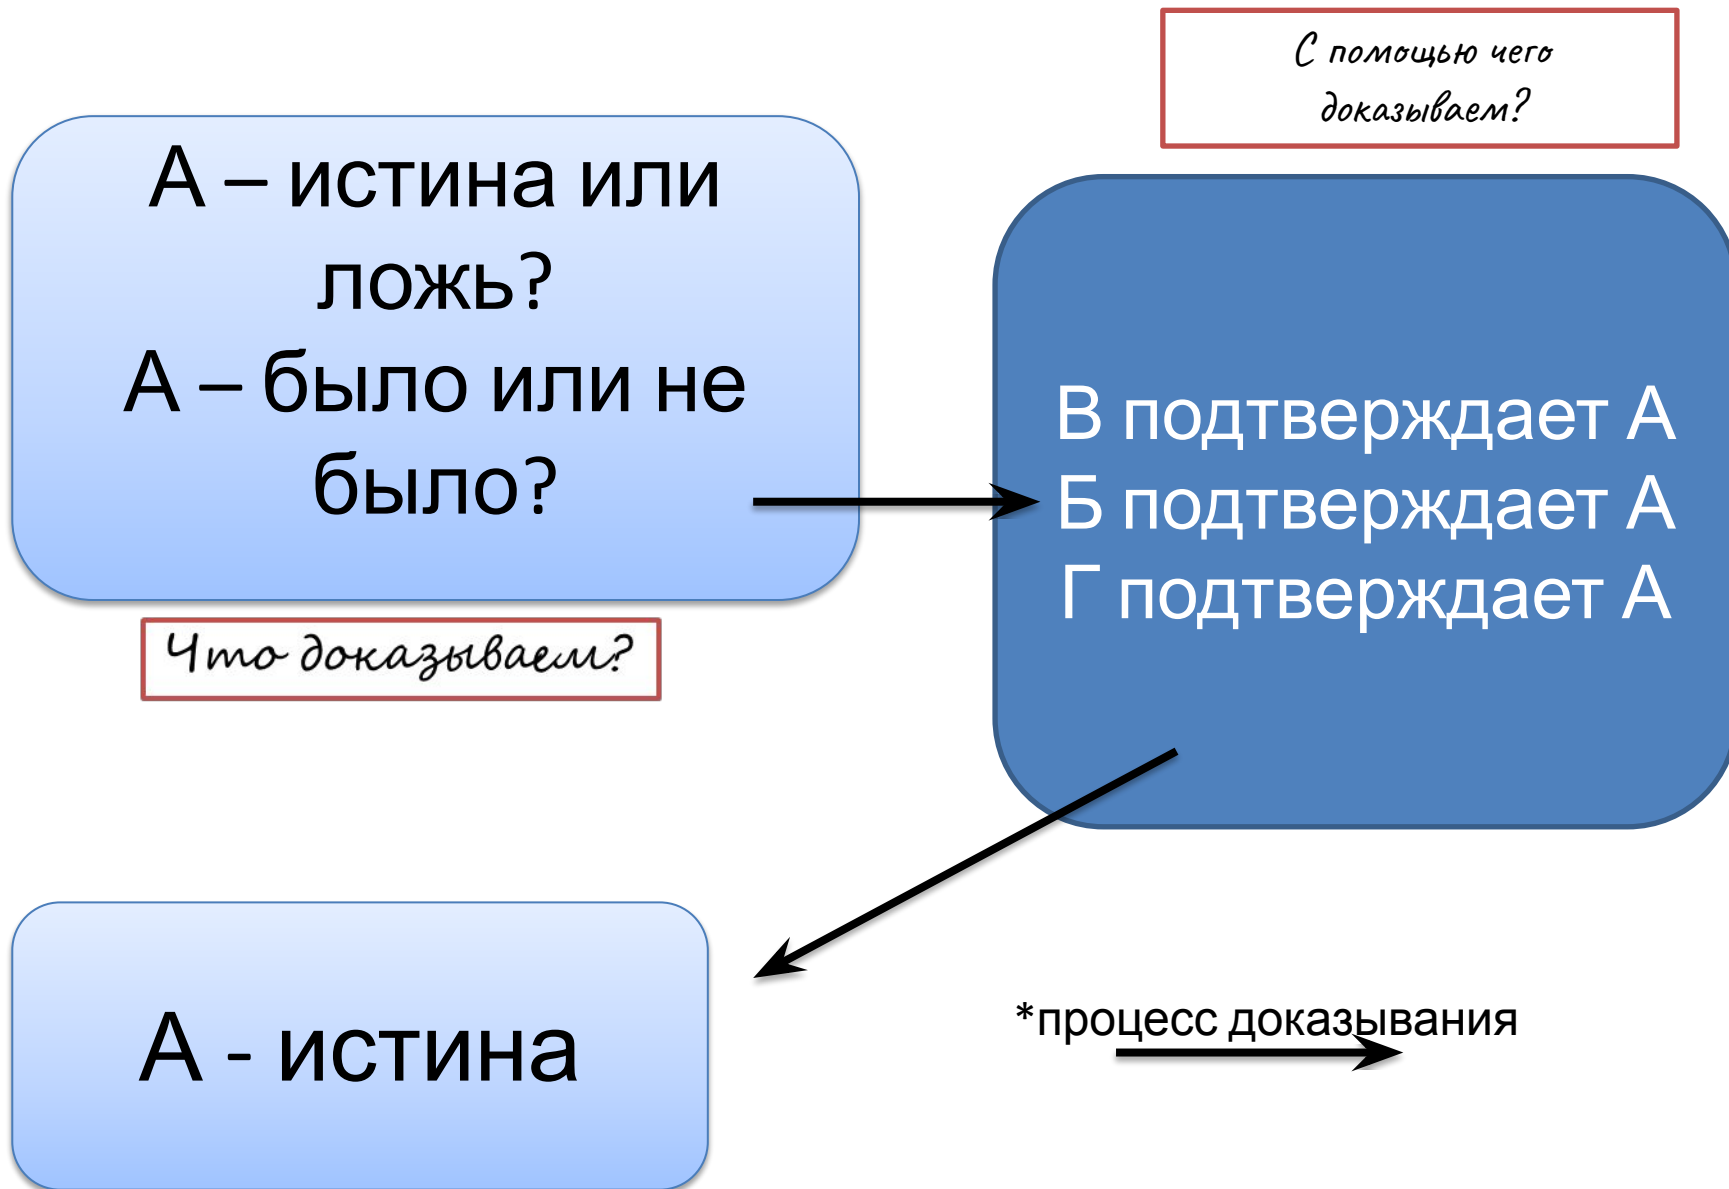 С помощью чего
доказываем?
А – истина или
ложь?
А – было или не
было?
Что доказываем?
В подтверждает А
Б подтверждает А
Г подтверждает А
А - истина
*процесс доказывания